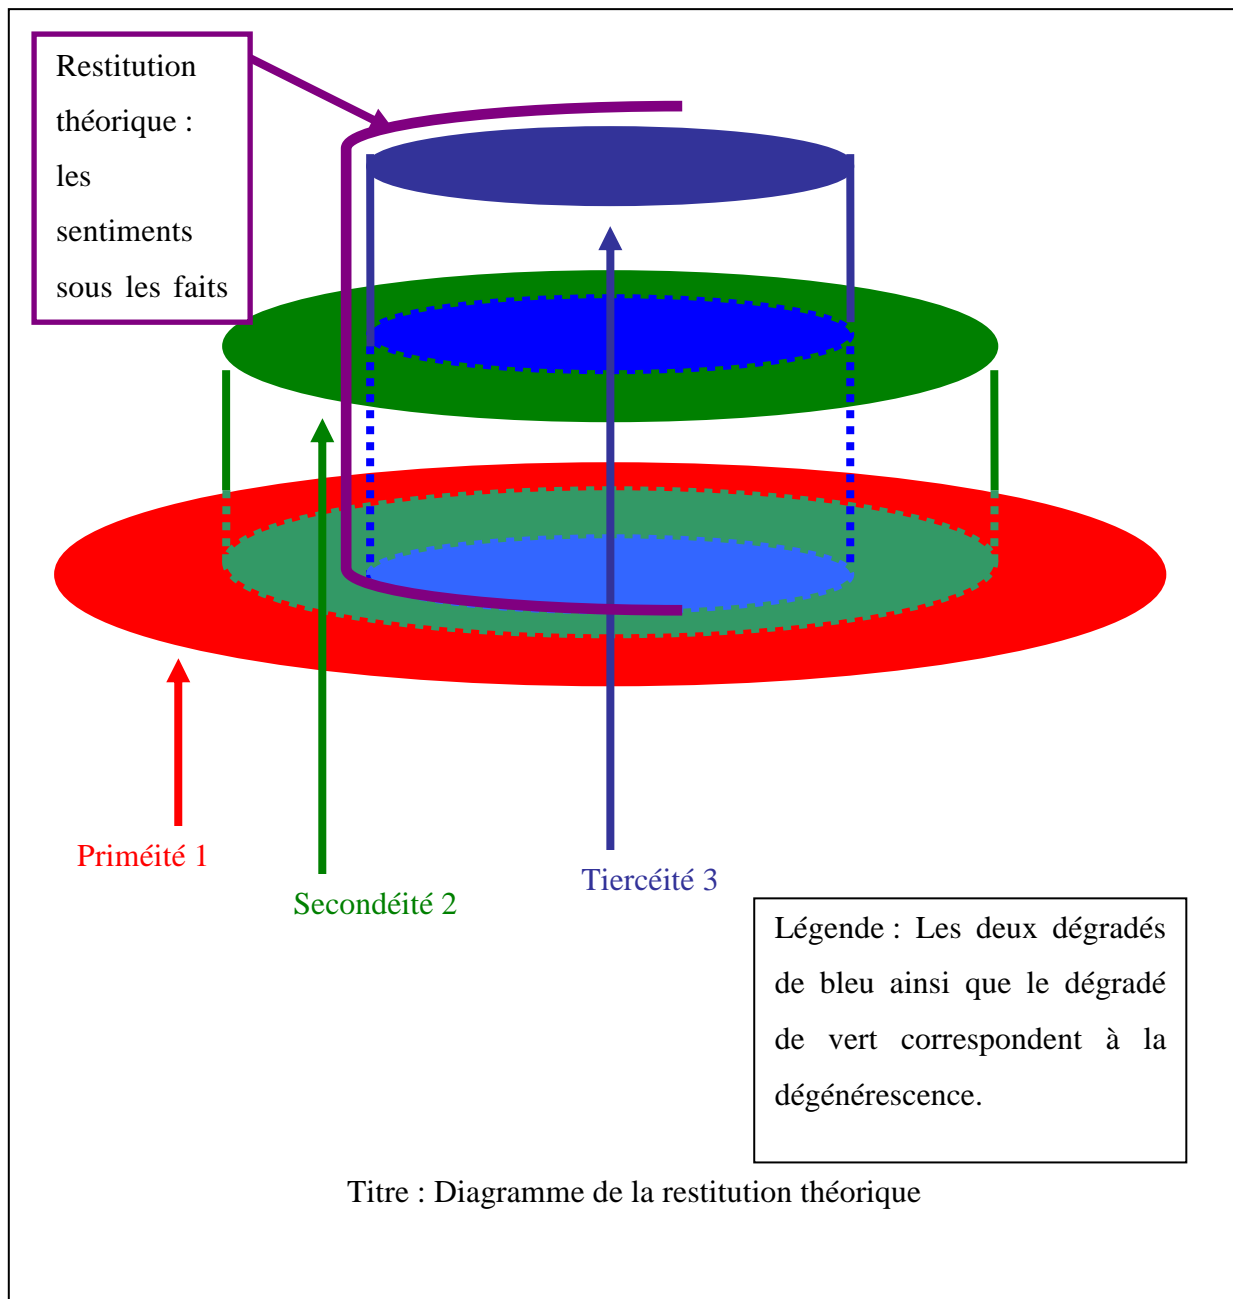 Restitution
théorique :
les
sentiments
sous les faits
Priméité 1
Tiercéité 3
Secondéité 2
Légende : Les deux dégradés
de bleu ainsi que le dégradé
de vert correspondent à la
dégénérescence.
Titre : Diagramme de la restitution théorique